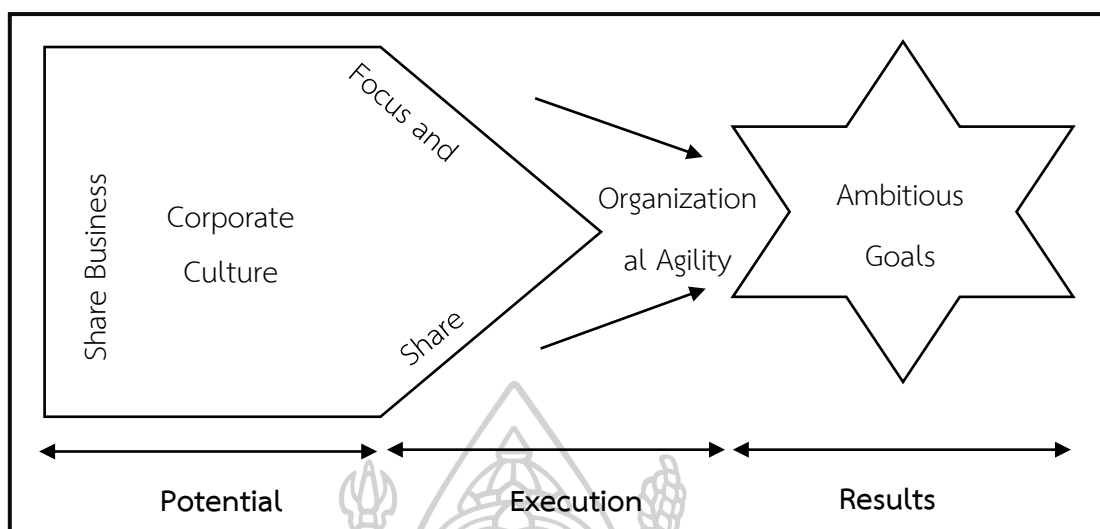 Share Business
Corporate
Culture
Focus and
Share
Organization
al Agility
Ambitious
Goals
Potential
Execution
Results